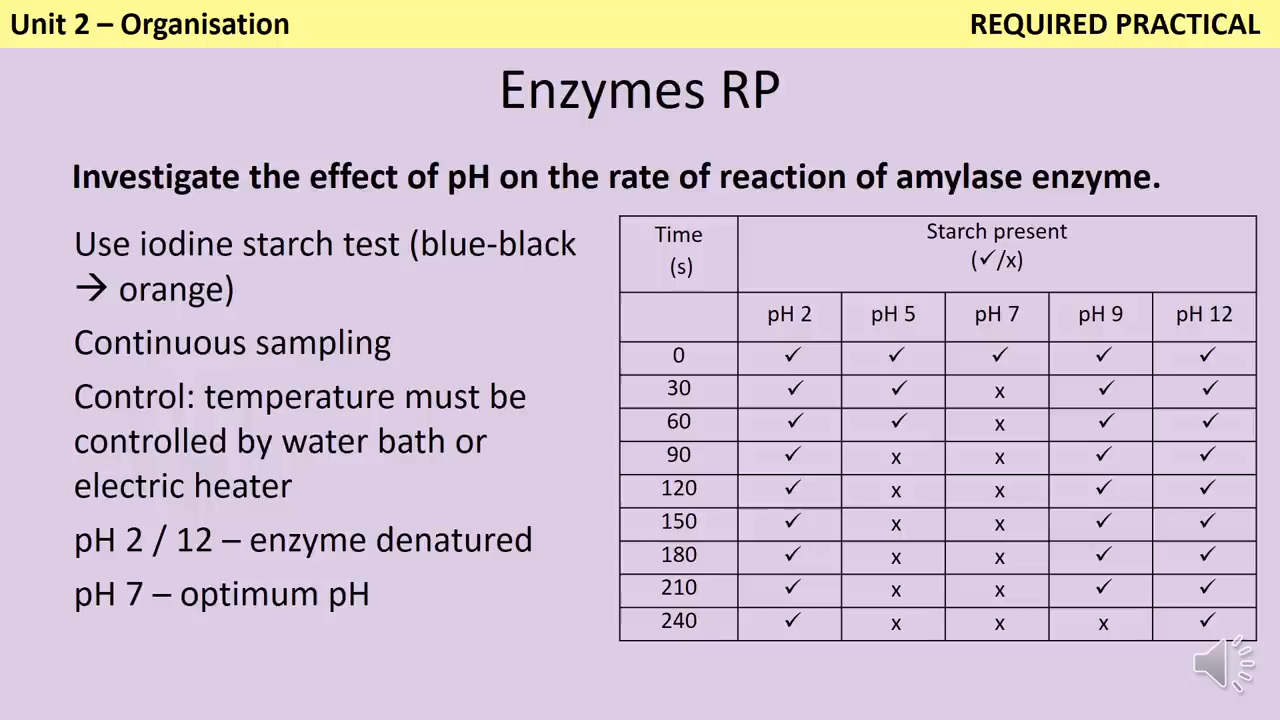 Unit 2 – Organisation
REQUIRED PRACTICAL
Enzymes RP
Investigate the effect of pH on the rate of reaction of amylase enzyme.
Use iodine starch test (blue-black
→ orange)
Continuous sampling
Control: temperature must be
controlled by water bath or
electric heater
pH 2 / 12 – enzyme denatured
pH 7 – optimum pH
Time
(s)
Starch present
(✓/x)
pH 2 pH 5 pH 7 pH 9 pH 12
0 ✓ ✓ ✓ ✓ ✓
30 ✓ ✓ x ✓ ✓
60 ✓ ✓ x ✓ ✓
90 ✓ x x ✓ ✓
120 ✓ x x ✓ ✓
150 ✓ x x ✓ ✓
180 ✓ x x ✓ ✓
210 ✓ x x ✓ ✓
240 ✓ x x x ✓